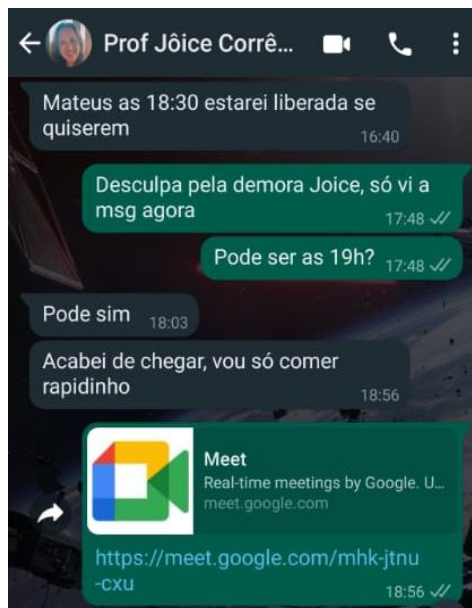 Prof Jôice Corrê...
Mateus as 18:30 estarei liberada se
quiserem
16:40
Desculpa pela demora Joice, só vi a
msg agora
17:48
Pode ser as 19h?
17:48
Pode sim
18:03
Acabei de chegar, vou só comer
rapidinho
18:56
Meet
Real-time meetings by Google. U...
meet.google.com
https://meet.google.com/mhk-jtnu
-cxu
18:56